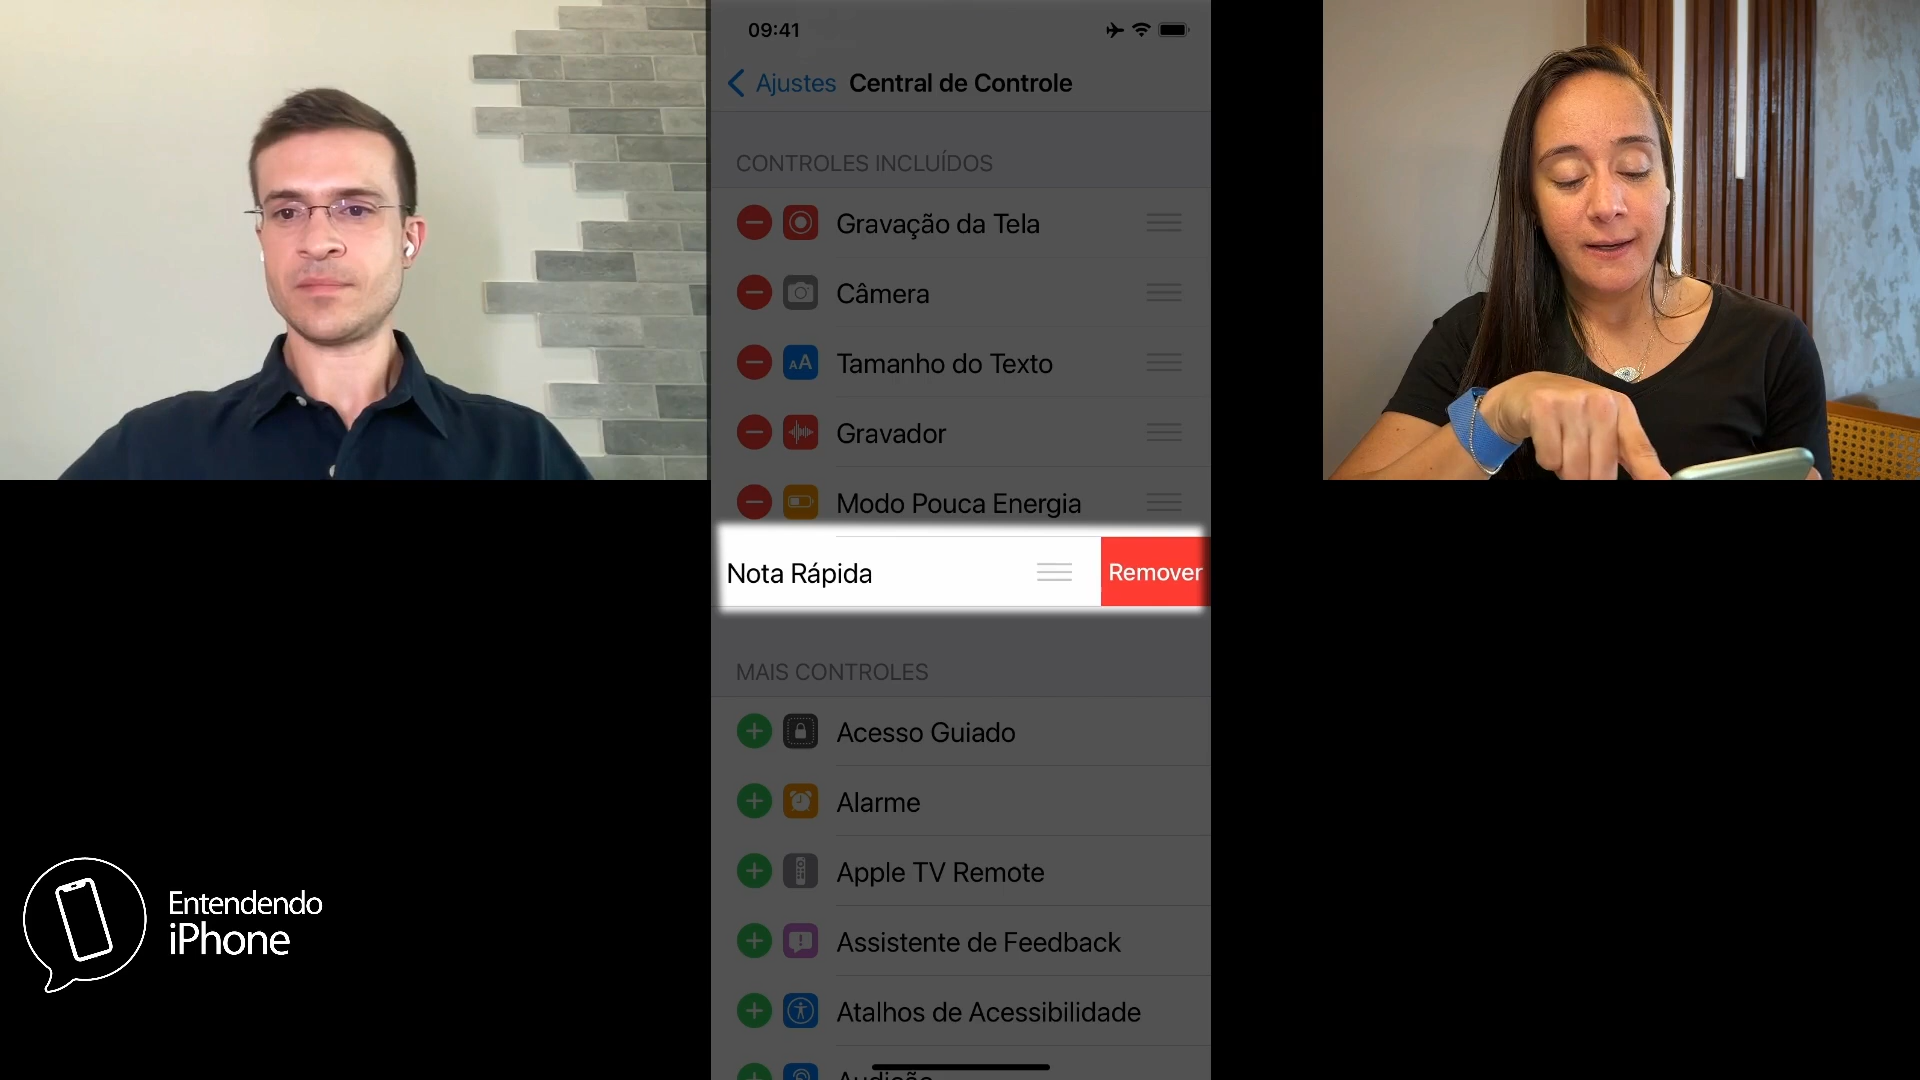 09:41
Ajustes Central de Controle
CONTROLES INCLUÍDOS
Gravação da Tela
Câmera
AA Tamanho do Texto
Gravador
Modo Pouca Energia
Nota Rápida Remover
MAIS CONTROLES
Acesso Guiado
Alarme
Apple TV Remote
Assistente de Feedback
Atalhos de Acessibilidade
Audição
Entendendo
iPhone